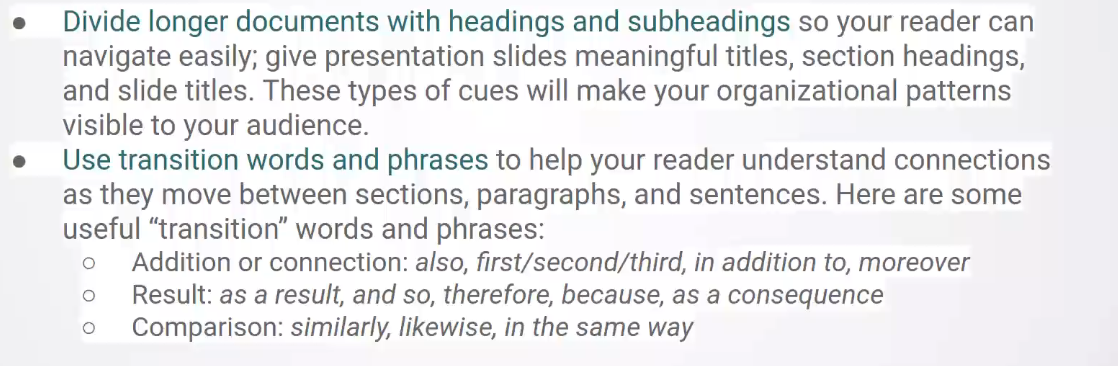 ● Divide longer documents with headings and subheadings so your reader can
navigate easily; give presentation slides meaningful titles, section headings,
and slide titles. These types of cues will make your organizational patterns
visible to your audience.
● Use transition words and phrases to help your reader understand connections
as they move between sections, paragraphs, and sentences. Here are some
useful “transition” words and phrases:
○ Addition or connection: also, first/second/third, in addition to, moreover
○ Result: as a result, and so, therefore, because, as a consequence
○ Comparison: similarly, likewise, in the same way